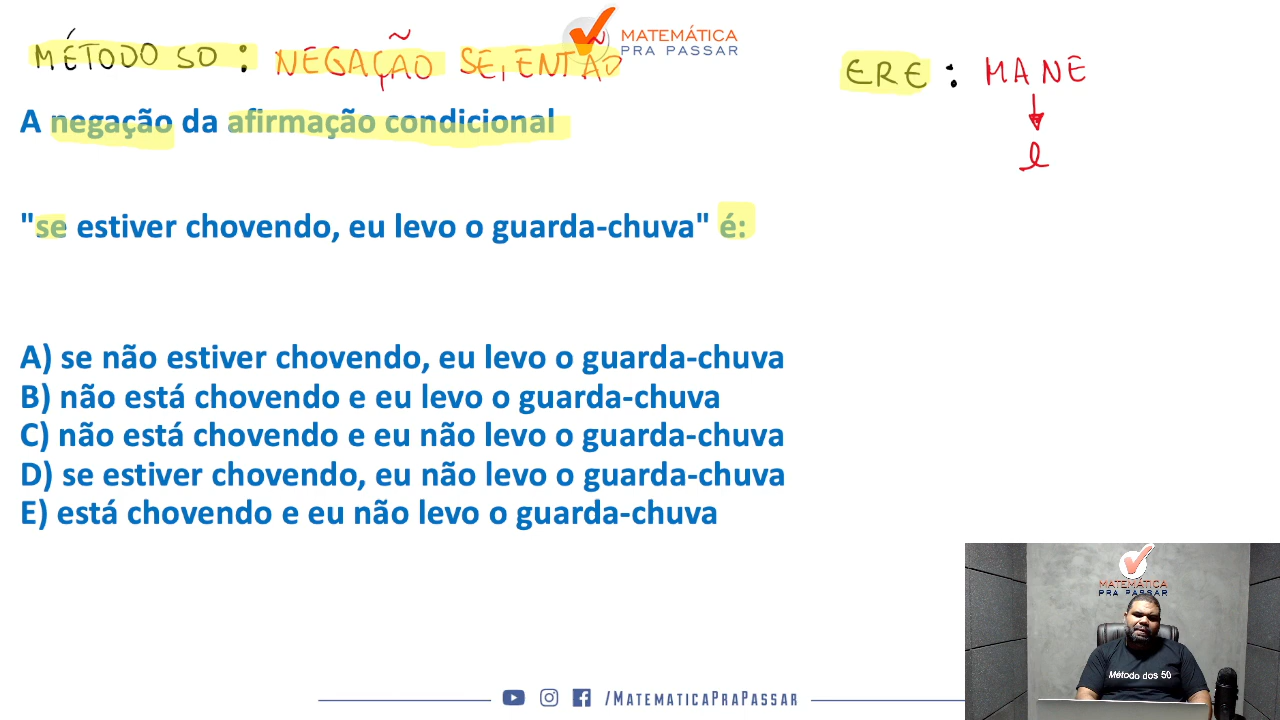 MÉTODO 50 : NEGAÇÃO SE, ENTÃO
MATEMÁTICA
PRA PASSAR
ERE : MANE
e
A negação da afirmação condicional
"se estiver chovendo, eu levo o guarda-chuva" é:
A) se não estiver chovendo, eu levo o guarda-chuva
B) não está chovendo e eu levo o guarda-chuva
C) não está chovendo e eu não levo o guarda-chuva
D) se estiver chovendo, eu não levo o guarda-chuva
E) está chovendo e eu não levo o guarda-chuva
MATEMÁTICA
PRA PASSAR
Método dos 50
/MATEMATICAPRAPASSAR